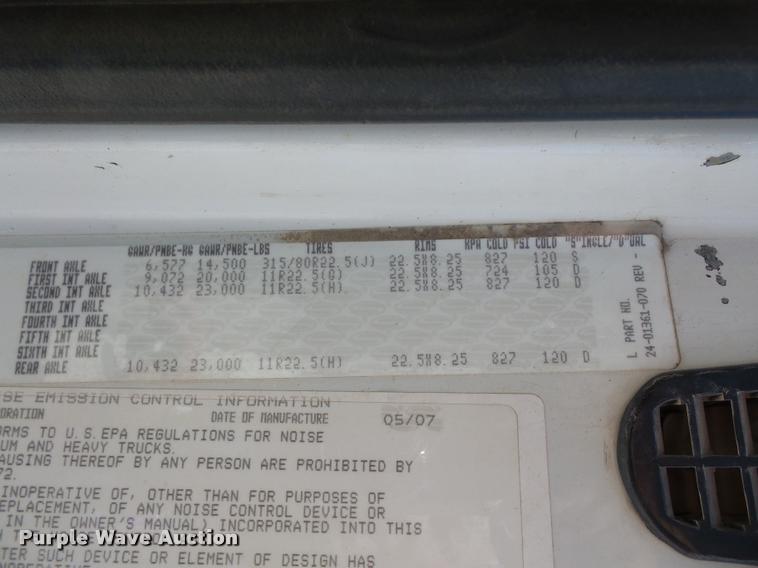 GAWR/PNBE-KG GAWR/PNBE-LBS TIRES RIMS KPA COLD PSI COLD "S"INGLE/"D"UAL
FRONT AXLE 6,577 14,500 315/80R22.5(J) 22.5X8.25 827 120 S
FIRST INT AXLE 9,072 20,000 11R22.5(G) 22.5X8.25 724 105 D
SECOND INT AXLE 10,432 23,000 11R22.5(H) 22.5X8.25 827 120 D
THIRD INT AXLE
FOURTH INT AXLE
FIFTH INT AXLE
SIXTH INT AXLE
REAR AXLE 10,432 23,000 11R22.5(H) 22.5X8.25 827 120 D
L PART NO.
24-01361-070 REV -
ISE EMISSION CONTROL INFORMATION
PORATION DATE OF MANUFACTURE 05/07
ORMS TO U.S. EPA REGULATIONS FOR NOISE
UM AND HEAVY TRUCKS.
AUSING THEREOF BY ANY PERSON ARE PROHIBITED BY
72.
INOPERATIVE OF, OTHER THAN FOR PURPOSES OF
EPLACEMENT, OF ANY NOISE CONTROL DEVICE OR
IN THE OWNER'S MANUAL) INCORPORATED INTO THIS
TER SUCH DEVICE OR ELEMENT OF DESIGN HAS
Purple Wave Auction